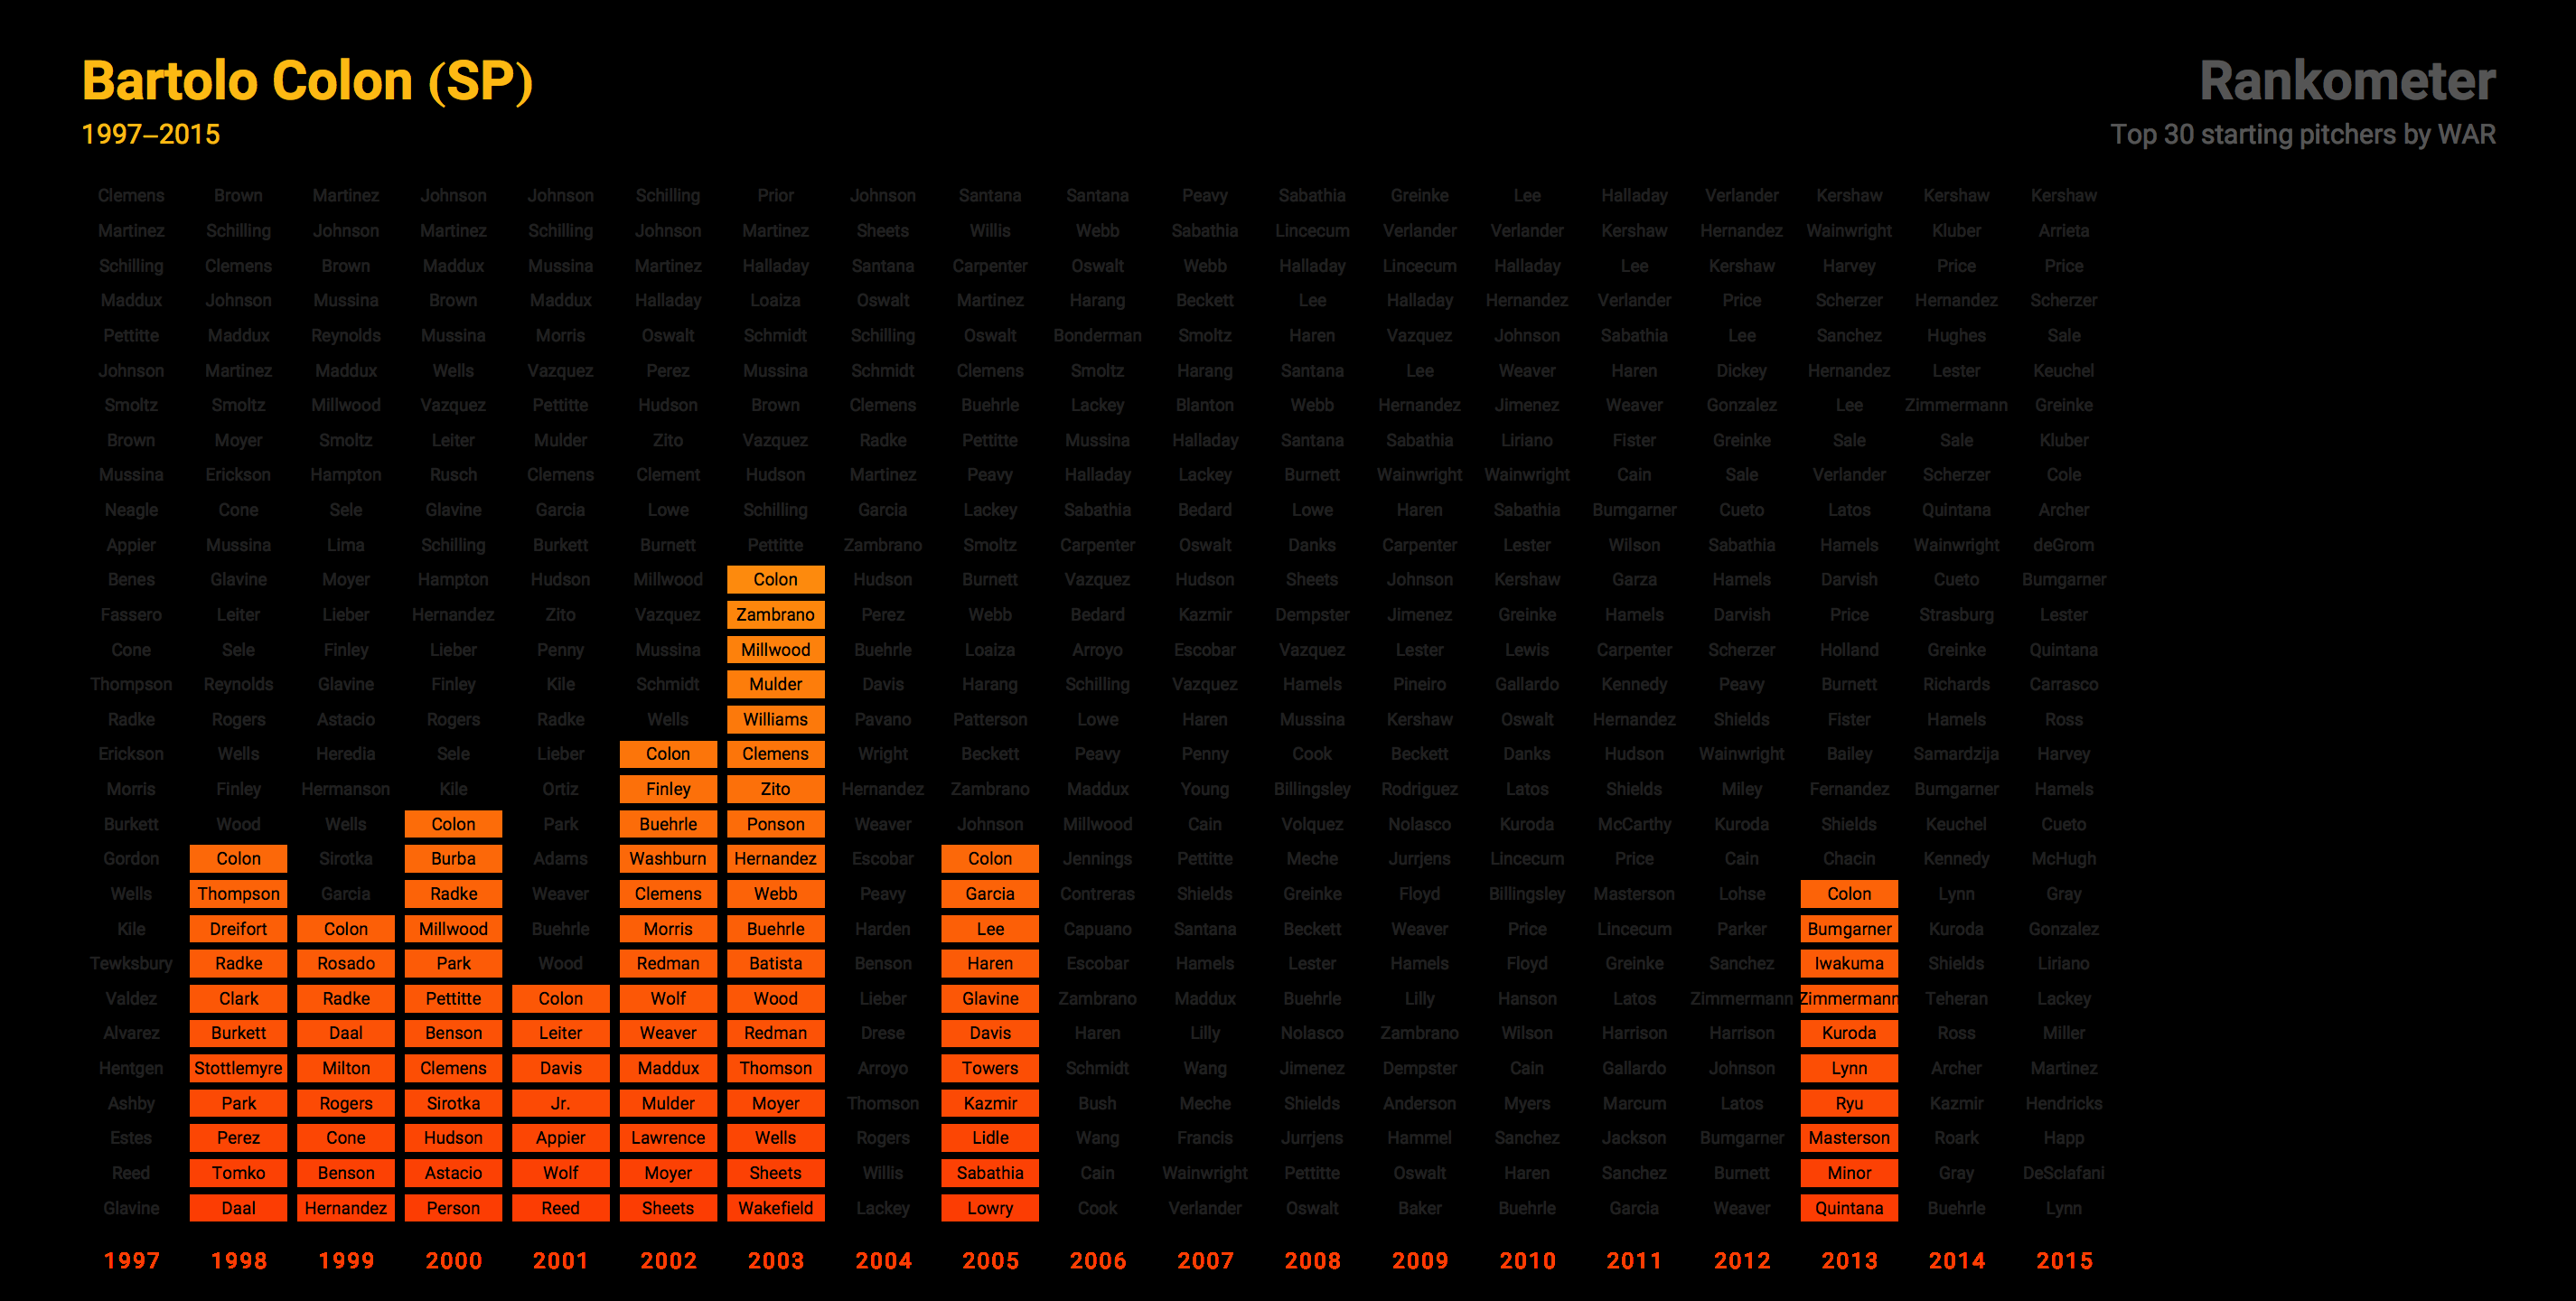 Bartolo Colon (SP)
Rankometer
1997–2015
Top 30 starting pitchers by WAR
Clemens Brown Martinez Johnson Johnson Schilling Prior Johnson Santana Santana Peavy Sabathia Greinke Lee Halladay Verlander Kershaw Kershaw Kershaw
Martinez Schilling Johnson Martinez Schilling Johnson Martinez Sheets Willis Webb Sabathia Lincecum Verlander Verlander Kershaw Hernandez Wainwright Kluber Arrieta
Schilling Clemens Brown Maddux Mussina Martinez Halladay Santana Carpenter Oswalt Webb Halladay Lincecum Halladay Lee Kershaw Harvey Price Price
Maddux Johnson Mussina Brown Maddux Halladay Loaiza Oswalt Martinez Harang Beckett Lee Halladay Hernandez Verlander Price Scherzer Hernandez Scherzer
Pettitte Maddux Reynolds Mussina Morris Oswalt Schmidt Schilling Oswalt Bonderman Smoltz Haren Vazquez Johnson Sabathia Lee Sanchez Hughes Sale
Johnson Martinez Maddux Wells Vazquez Perez Mussina Schmidt Clemens Smoltz Harang Santana Lee Weaver Haren Dickey Hernandez Lester Keuchel
Smoltz Smoltz Millwood Vazquez Pettitte Hudson Brown Clemens Buehrle Lackey Blanton Webb Hernandez Jimenez Weaver Gonzalez Lee Zimmermann Greinke
Brown Moyer Smoltz Leiter Mulder Zito Vazquez Radke Pettitte Mussina Halladay Santana Sabathia Liriano Fister Greinke Sale Sale Kluber
Mussina Erickson Hampton Rusch Clemens Clement Hudson Martinez Peavy Halladay Lackey Burnett Wainwright Wainwright Cain Sale Verlander Scherzer Cole
Neagle Cone Sele Glavine Garcia Lowe Schilling Garcia Lackey Sabathia Bedard Lowe Haren Sabathia Bumgarner Cueto Latos Quintana Archer
Appier Mussina Lima Schilling Burkett Burnett Pettitte Zambrano Smoltz Carpenter Oswalt Danks Carpenter Lester Wilson Sabathia Hamels Wainwright deGrom
Benes Glavine Moyer Hampton Hudson Millwood Colon Hudson Burnett Vazquez Hudson Sheets Johnson Kershaw Garza Hamels Darvish Cueto Bumgarner
Fassero Leiter Lieber Hernandez Zito Vazquez Zambrano Perez Webb Bedard Kazmir Dempster Jimenez Greinke Hamels Darvish Price Strasburg Lester
Cone Sele Finley Lieber Penny Mussina Millwood Buehrle Loaiza Arroyo Escobar Vazquez Lester Lewis Carpenter Scherzer Holland Greinke Quintana
Thompson Reynolds Glavine Finley Kile Schmidt Mulder Davis Harang Schilling Vazquez Hamels Pineiro Gallardo Kennedy Peavy Burnett Richards Carrasco
Radke Rogers Astacio Rogers Radke Wells Williams Pavano Patterson Lowe Haren Mussina Kershaw Oswalt Hernandez Shields Fister Hamels Ross
Erickson Wells Heredia Sele Lieber Colon Clemens Wright Beckett Peavy Penny Cook Beckett Danks Hudson Wainwright Bailey Samardzija Harvey
Morris Finley Hermanson Kile Ortiz Finley Zito Hernandez Zambrano Maddux Young Billingsley Rodriguez Latos Shields Miley Fernandez Bumgarner Hamels
Burkett Wood Wells Colon Park Buehrle Ponson Weaver Johnson Millwood Cain Volquez Nolasco Kuroda McCarthy Kuroda Shields Keuchel Cueto
Gordon Colon Sirotka Burba Adams Washburn Hernandez Escobar Colon Jennings Pettitte Meche Jurrjens Lincecum Price Cain Chacin Kennedy McHugh
Wells Thompson Garcia Radke Weaver Clemens Webb Peavy Garcia Contreras Shields Greinke Floyd Billingsley Masterson Lohse Colon Lynn Gray
Kile Dreifort Colon Millwood Buehrle Morris Buehrle Harden Lee Capuano Santana Beckett Weaver Price Lincecum Parker Bumgarner Kuroda Gonzalez
Tewksbury Radke Rosado Park Wood Redman Batista Benson Haren Escobar Hamels Lester Hamels Floyd Greinke Sanchez Iwakuma Shields Liriano
Valdez Clark Radke Pettitte Colon Wolf Wood Lieber Glavine Zambrano Maddux Buehrle Lilly Hanson Latos Zimmermann Zimmermann Teheran Lackey
Alvarez Burkett Daal Benson Leiter Weaver Redman Drese Davis Haren Lilly Nolasco Zambrano Wilson Harrison Harrison Kuroda Ross Miller
Hentgen Stottlemyre Milton Clemens Davis Maddux Thomson Arroyo Towers Schmidt Wang Jimenez Dempster Cain Gallardo Johnson Lynn Archer Martinez
Ashby Park Rogers Sirotka Jr. Mulder Moyer Thomson Kazmir Bush Meche Shields Anderson Myers Marcum Latos Ryu Kazmir Hendricks
Estes Perez Cone Hudson Appier Lawrence Wells Rogers Lidle Wang Francis Jurrjens Hammel Sanchez Jackson Bumgarner Masterson Roark Happ
Reed Tomko Benson Astacio Wolf Moyer Sheets Willis Sabathia Cain Wainwright Pettitte Oswalt Haren Sanchez Burnett Minor Gray DeSclafani
Glavine Daal Hernandez Person Reed Sheets Wakefield Lackey Lowry Cook Verlander Oswalt Baker Buehrle Garcia Weaver Quintana Buehrle Lynn
1997 1998 1999 2000 2001 2002 2003 2004 2005 2006 2007 2008 2009 2010 2011 2012 2013 2014 2015